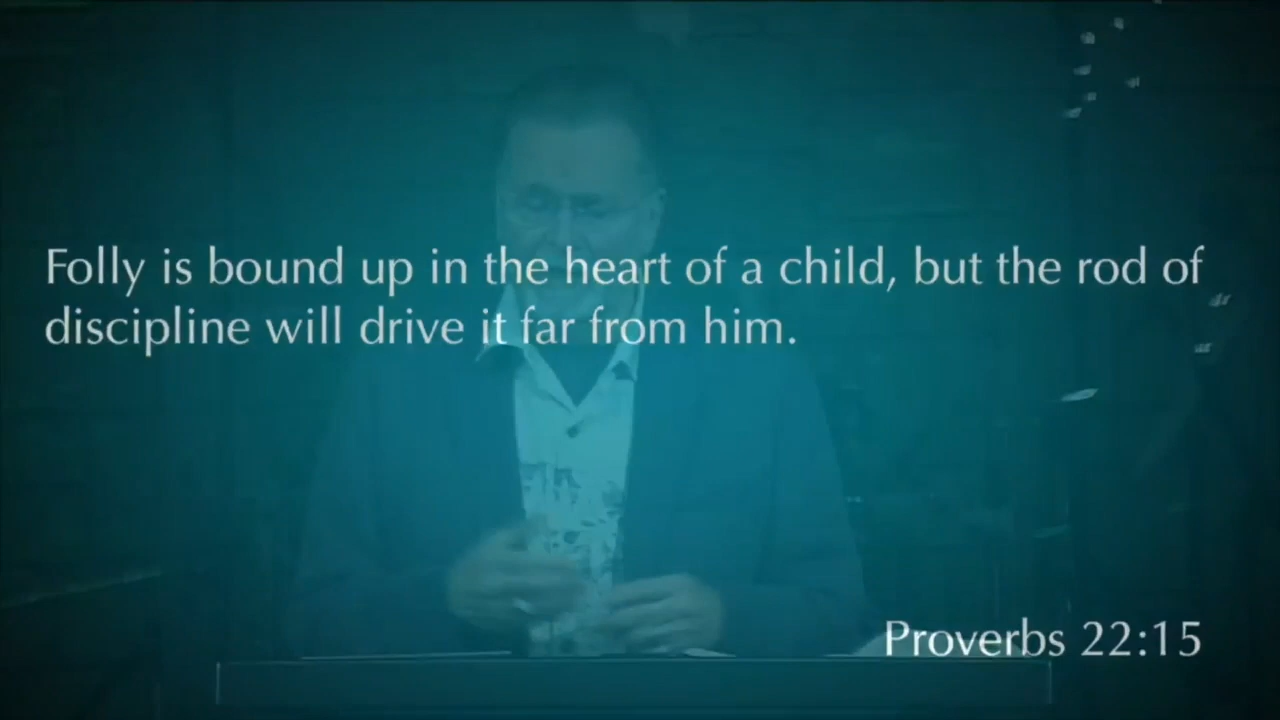 Folly is bound up in the heart of a child, but the rod of
discipline will drive it far from him.
Proverbs 22:15